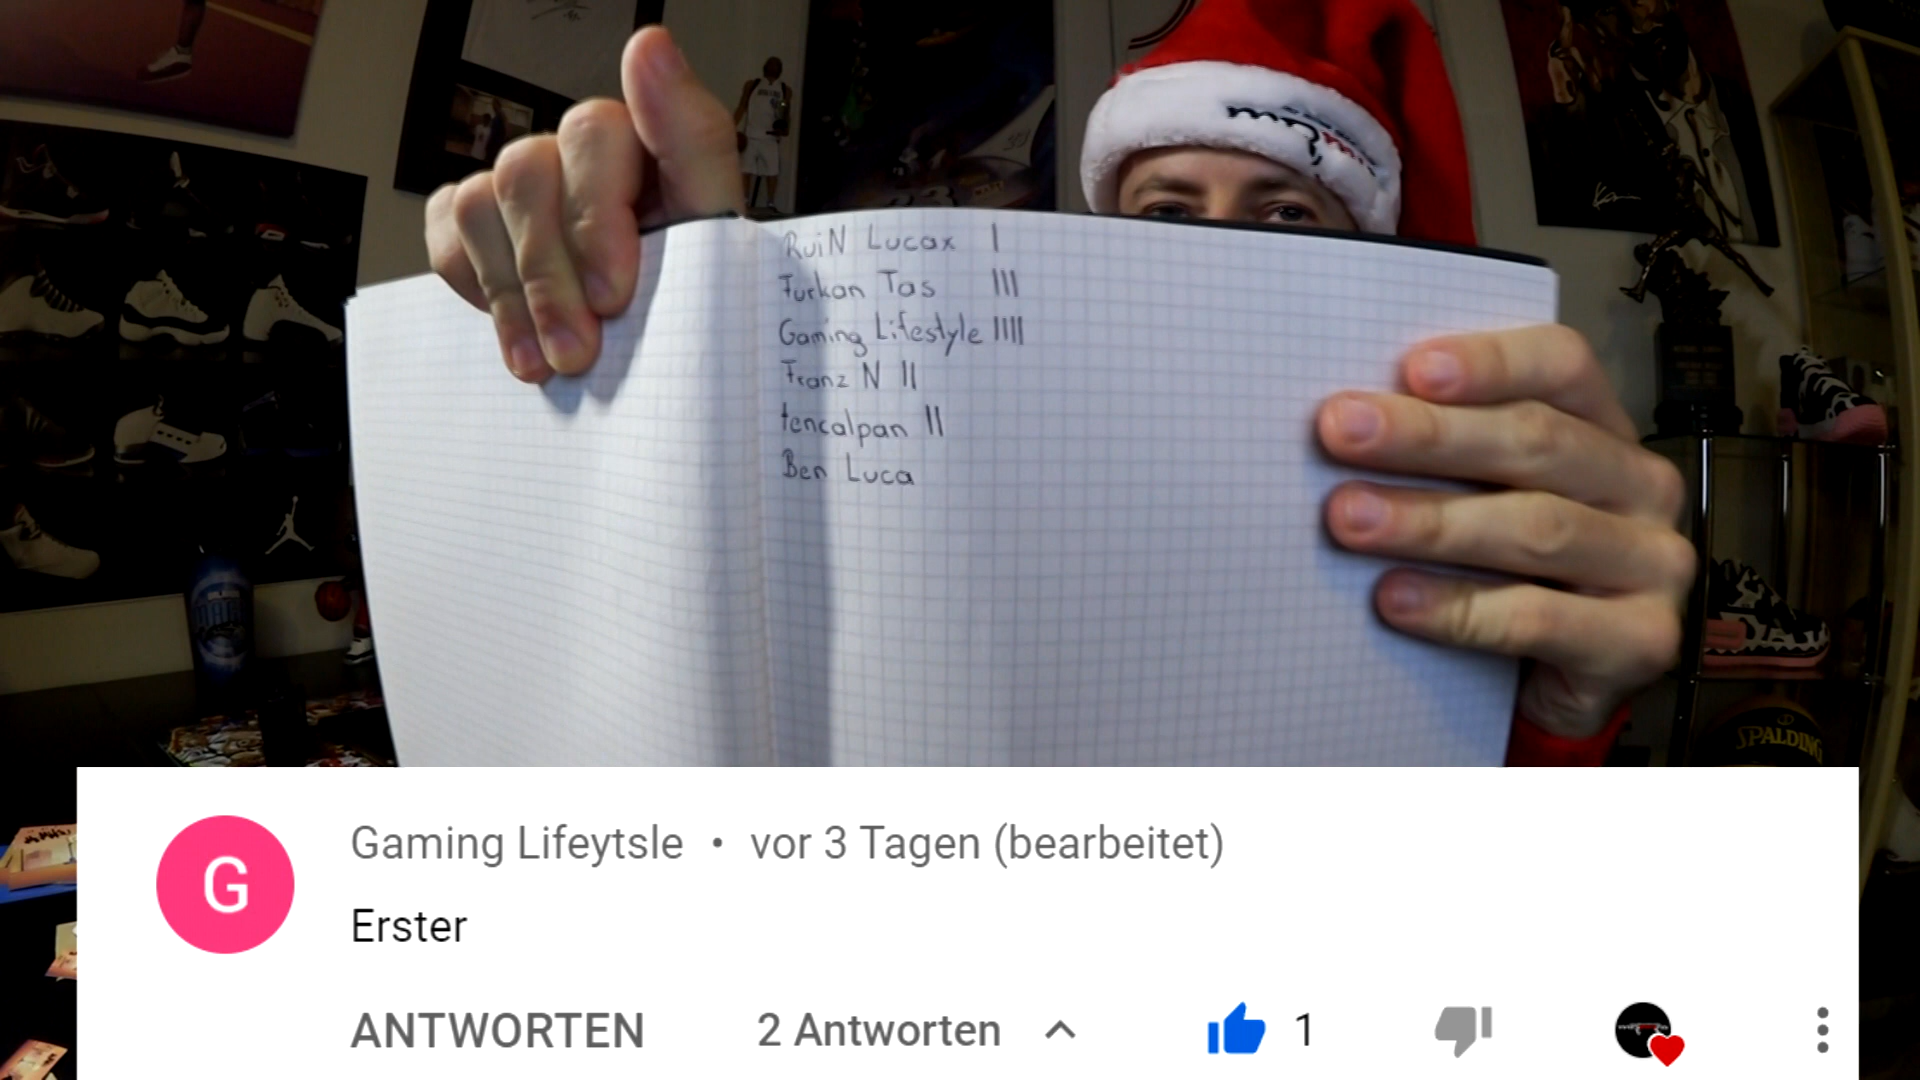 RuiN Lucax I
Furkan Tas III
Gaming Lifestyle IIII
Franz N II
tencalpan II
Ben Luca
SPALDING
Gaming Lifeytsle • vor 3 Tagen (bearbeitet)
G
Erster
ANTWORTEN 2 Antworten 1